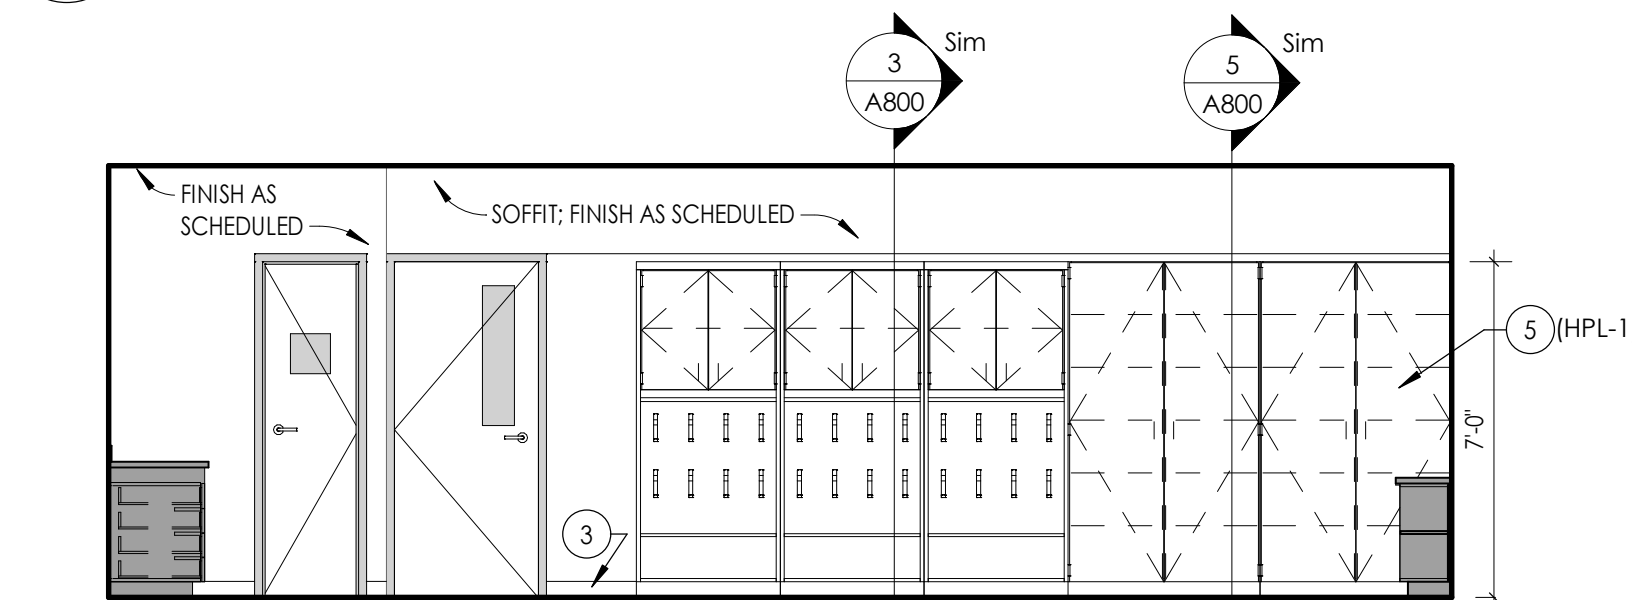 Sim
3
A800
Sim
5
A800
FINISH AS
SCHEDULED
SOFFIT; FINISH AS SCHEDULED
5 (HPL-1
7'-0"
3